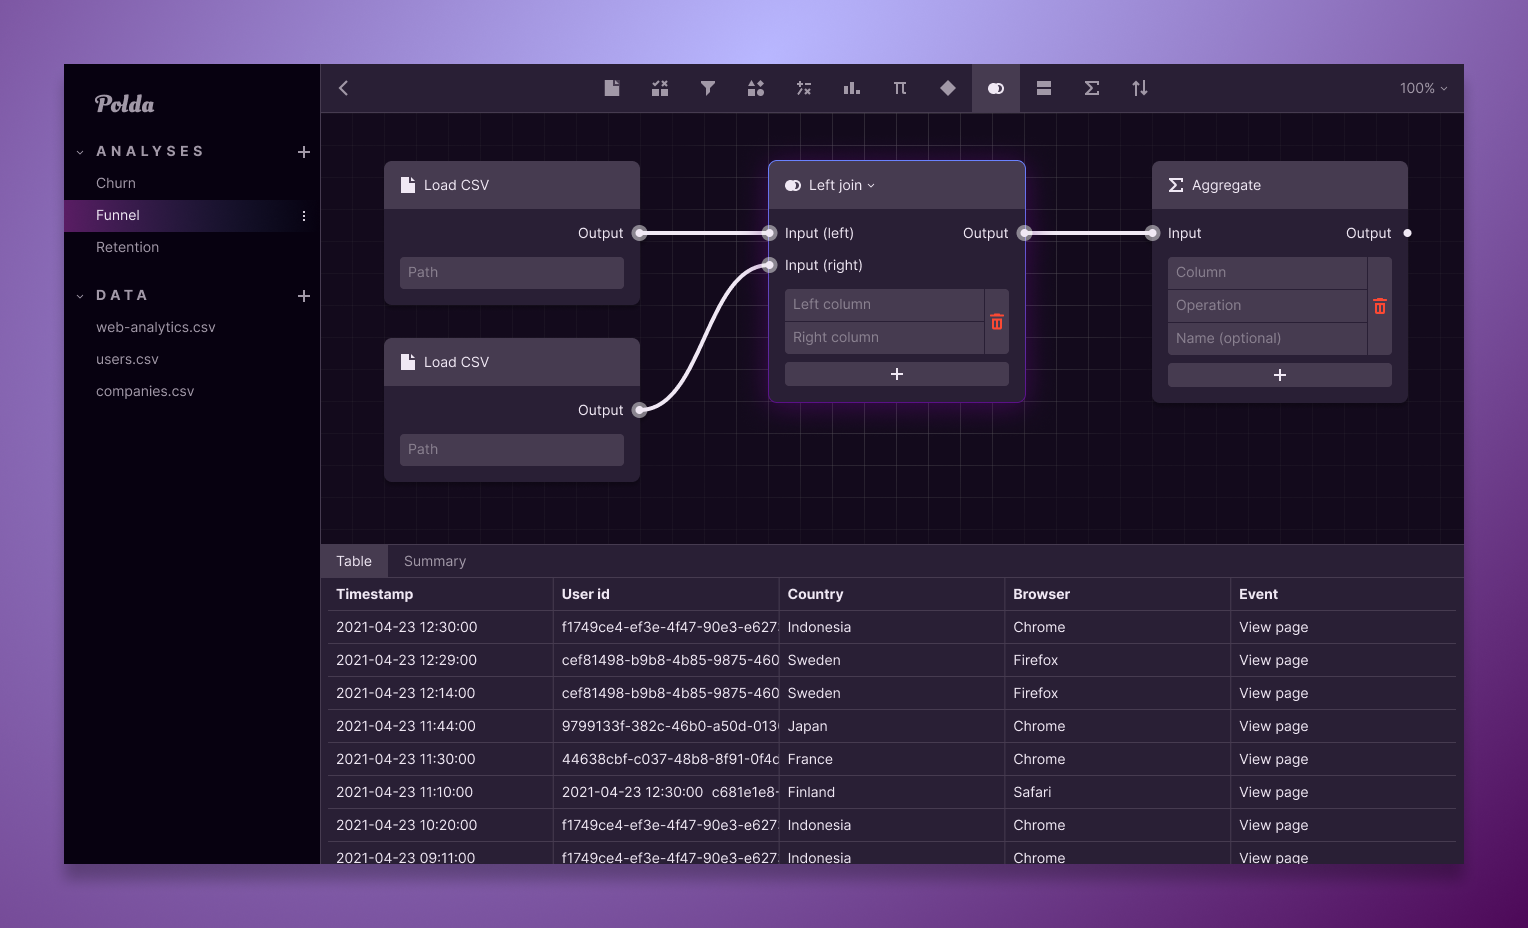 Polda
100%
ANALYSES
Churn
Funnel
Retention
DATA
web-analytics.csv
users.csv
companies.csv
Load CSV
Output
Path
Load CSV
Output
Path
Left join
Input (left) Output
Input (right)
Left column
Right column
+
Aggregate
Input Output
Column
Operation
Name (optional)
+
Table Summary
Timestamp User id Country Browser Event
2021-04-23 12:30:00 f1749ce4-ef3e-4f47-90e3-e627 Indonesia Chrome View page
2021-04-23 12:29:00 cef81498-b9b8-4b85-9875-460 Sweden Firefox View page
2021-04-23 12:14:00 cef81498-b9b8-4b85-9875-460 Sweden Firefox View page
2021-04-23 11:44:00 9799133f-382c-46b0-a50d-013 Japan Chrome View page
2021-04-23 11:30:00 44638cbf-c037-48b8-8f91-0f4d France Chrome View page
2021-04-23 11:10:00 2021-04-23 12:30:00 c681e1e8- Finland Safari View page
2021-04-23 10:20:00 f1749ce4-ef3e-4f47-90e3-e627 Indonesia Chrome View page
2021-04-23 09:11:00 f1749ce4-ef3e-4f47-90e3-e627 Indonesia Chrome View page